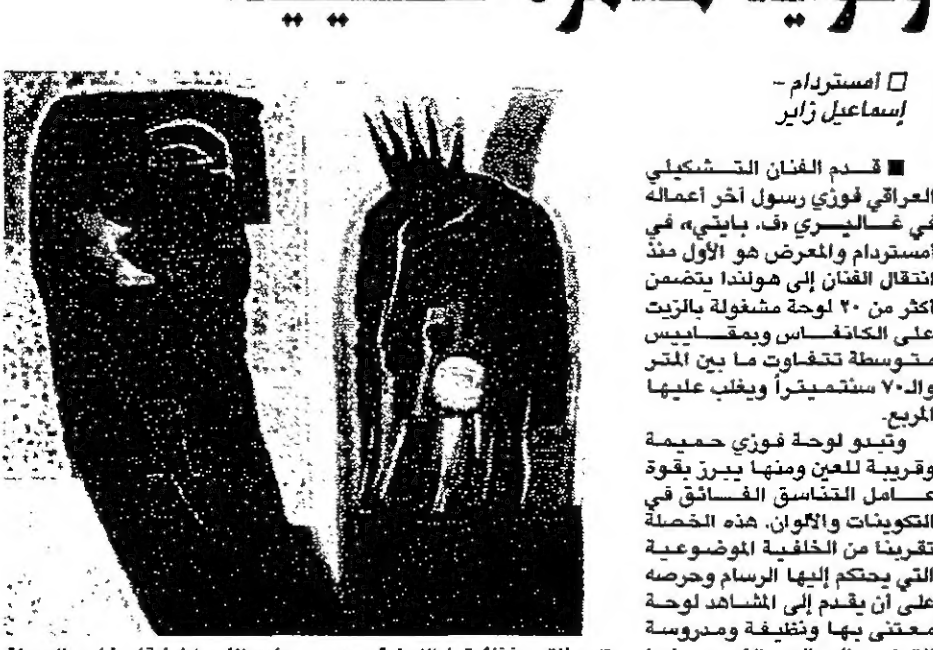 □ امستردام –
إسماعيل زاير
■ قدم الفنان التشكيلي
العراقي فوزي رسول آخر أعماله
في غاليري «ف. بايتي» في
امستردام والمعرض هو الأول منذ
انتقال الفنان إلى هولندا يتضمن
اكثر من ٢٠ لوحة مشغولة بالزيت
على الكانفاس وبمقاييس
متوسطة تتفاوت ما بين المتر
والـ٧٠ سنتميتراً ويغلب عليها
المربع.
وتبدو لوحة فوزي حميمة
وقريبة للعين ومنها يبرز بقوة
عامل التناسق الفائق في
التكوينات والألوان. هذه الخصلة
تقربنا من الخلفية الموضوعية
التي يحتكم إليها الرسام وحرصه
على أن يقدم إلى المشاهد لوحة
معتنى بها ونظيفة ومدروسة